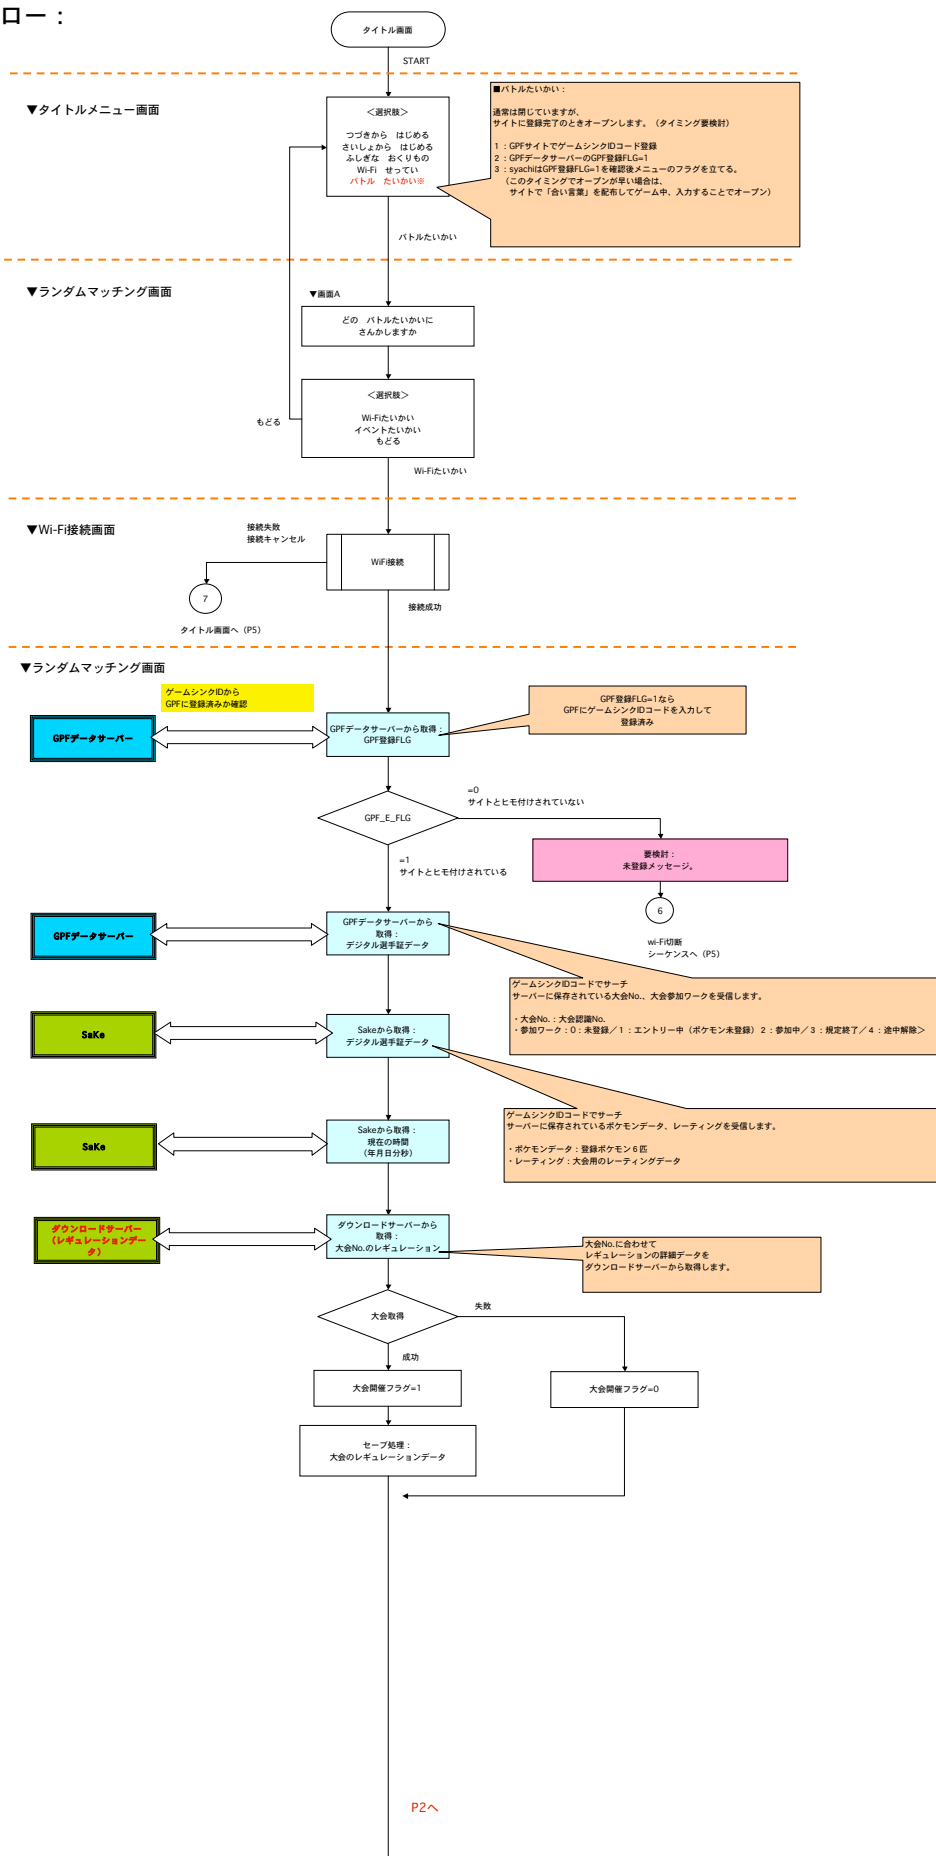 ロー：
タイトル画面
START
▼タイトルメニュー画面
＜選択肢＞
つづきから　はじめる
さいしょから　はじめる
ふしぎな　おくりもの
Wi-Fi　せってい
バトル　たいかい※
■バトルたいかい：
通常は閉じていますが、
サイトに登録完了のときオープンします。（タイミング要検討）
1：GPFサイトでゲームシンクIDコード登録
2：GPFデータサーバーのGPF登録FLG=1
3：syachiはGPF登録FLG=1を確認後メニューのフラグを立てる。
（このタイミングでオープンが早い場合は、
サイトで「合い言葉」を配布してゲーム中、入力することでオープン）
バトルたいかい
▼ランダムマッチング画面
▼画面A
どの　バトルたいかいに
さんかしますか
＜選択肢＞
Wi-Fiたいかい
イベントたいかい
もどる
もどる
Wi-Fiたいかい
▼Wi-Fi接続画面
接続失敗
接続キャンセル
WiFi接続
7
接続成功
タイトル画面へ（P5）
▼ランダムマッチング画面
ゲームシンクIDから
GPFに登録済みか確認
GPF登録FLG=1なら
GPFにゲームシンクIDコードを入力して
登録済み
GPFデータサーバー
GPFデータサーバーから取得：
GPF登録FLG
=0
サイトとヒモ付けされていない
GPF_E_FLG
要検討：
未登録メッセージ。
=1
サイトとヒモ付けされている
6
wi-Fi切断
シーケンスへ（P5）
GPFデータサーバー
GPFデータサーバーから
取得：
デジタル選手証データ
ゲームシンクIDコードでサーチ
サーバーに保存されている大会No.、大会参加ワークを受信します。
・大会No.：大会認識No.
・参加ワーク：0：未登録／1：エントリー中（ポケモン未登録）2：参加中／3：規定終了／4：途中解除＞
SaKe
Sakeから取得：
デジタル選手証データ
ゲームシンクIDコードでサーチ
サーバーに保存されているポケモンデータ、レーティングを受信します。
・ポケモンデータ：登録ポケモン６匹
・レーティング：大会用のレーティングデータ
SaKe
Sakeから取得：
現在の時間
（年月日分秒）
ダウンロードサーバー
（レギュレーションデー
タ）
ダウンロードサーバーから
取得：
大会No.のレギュレーション
大会No.に合わせて
レギュレーションの詳細データを
ダウンロードサーバーから取得します。
大会取得
失敗
成功
大会開催フラグ=1
大会開催フラグ=0
セーブ処理：
大会のレギュレーションデータ
P2へ